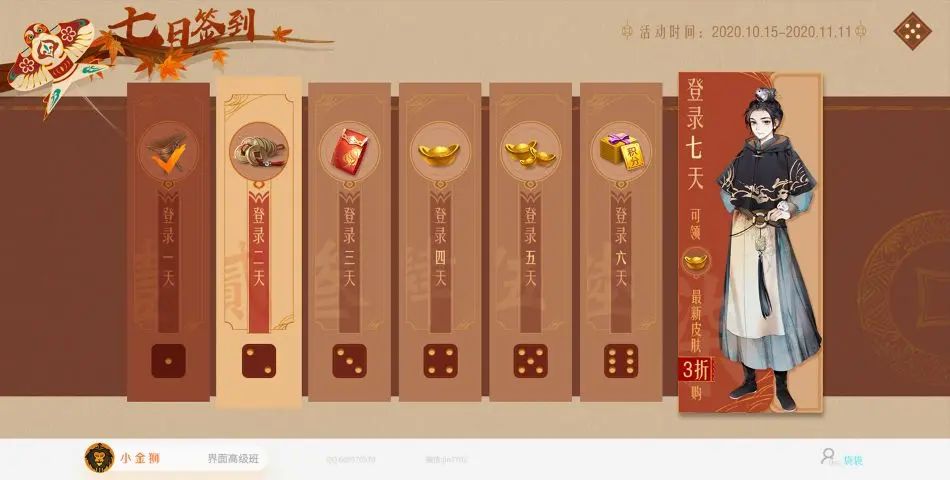 七日签到
活动时间：2020.10.15-2020.11.11
登录一天
登录二天
登录三天
登录四天
登录五天
积分
登录六天
登录七天
可领
最新皮肤
3折
购
小金狮
界面高级班
袋袋